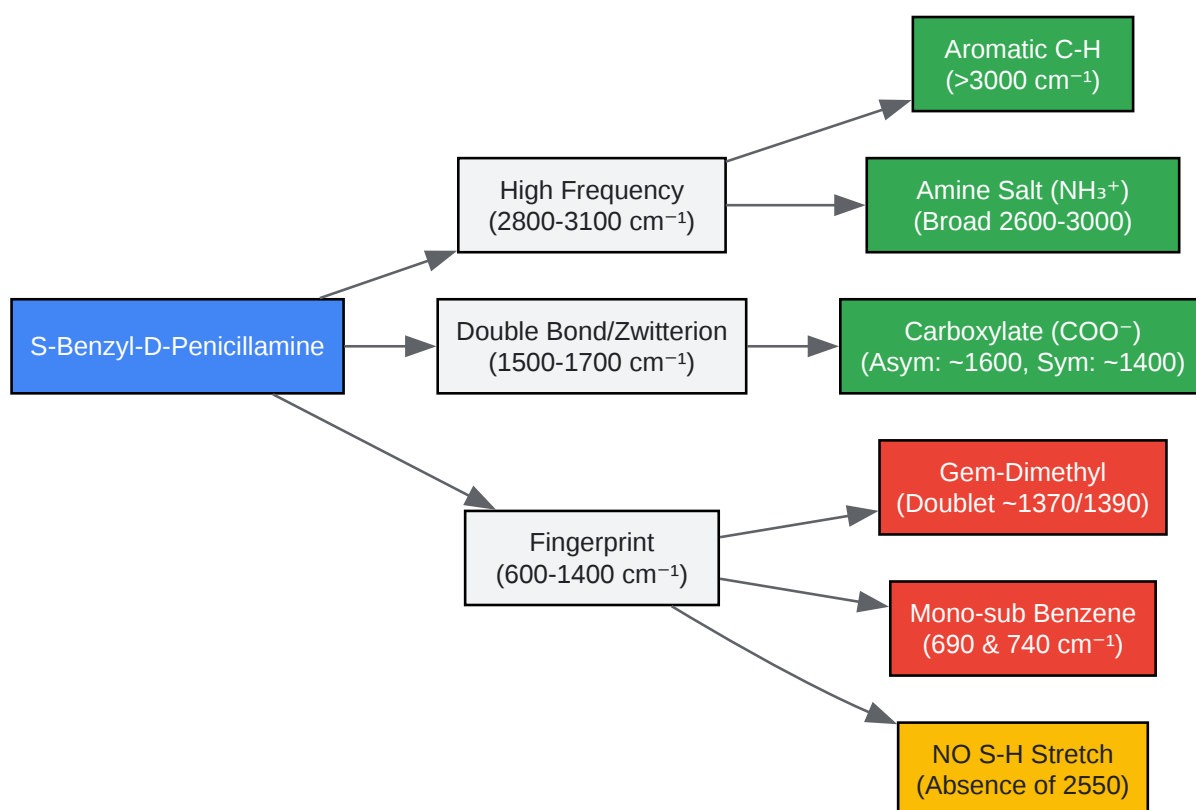 S-Benzyl-D-Penicillamine
High Frequency
(2800-3100 cm⁻¹)
Double Bond/Zwitterion
(1500-1700 cm⁻¹)
Fingerprint
(600-1400 cm⁻¹)
Aromatic C-H
(>3000 cm⁻¹)
Amine Salt (NH₃⁺)
(Broad 2600-3000)
Carboxylate (COO⁻)
(Asym: ~1600, Sym: ~1400)
Gem-Dimethyl
(Doublet ~1370/1390)
Mono-sub Benzene
(690 & 740 cm⁻¹)
NO S-H Stretch
(Absence of 2550)